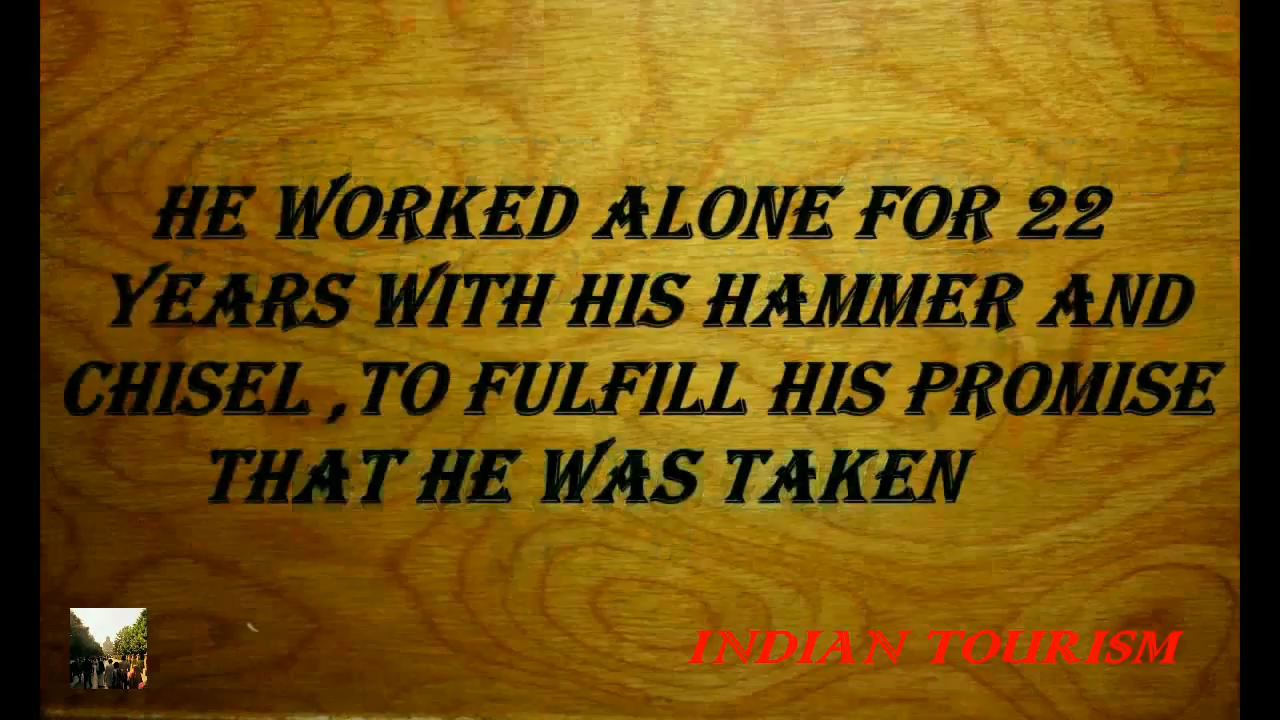 HE WORKED ALONE FOR 22
YEARS WITH HIS HAMMER AND
CHISEL ,TO FULFILL HIS PROMISE
THAT HE WAS TAKEN
INDIAN TOURISM